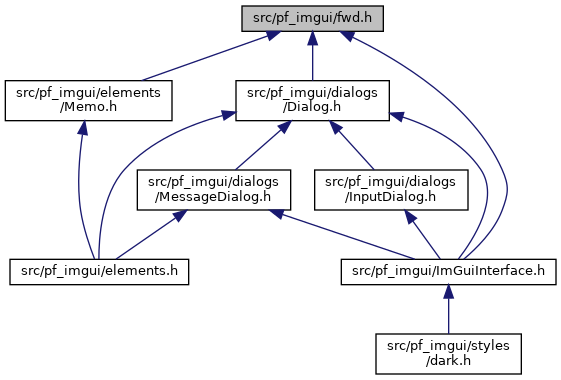 src/pf_imgui/fwd.h
src/pf_imgui/elements
/Memo.h
src/pf_imgui/dialogs
/Dialog.h
src/pf_imgui/dialogs
/MessageDialog.h
src/pf_imgui/dialogs
/InputDialog.h
src/pf_imgui/elements.h
src/pf_imgui/ImGuiInterface.h
src/pf_imgui/styles
/dark.h